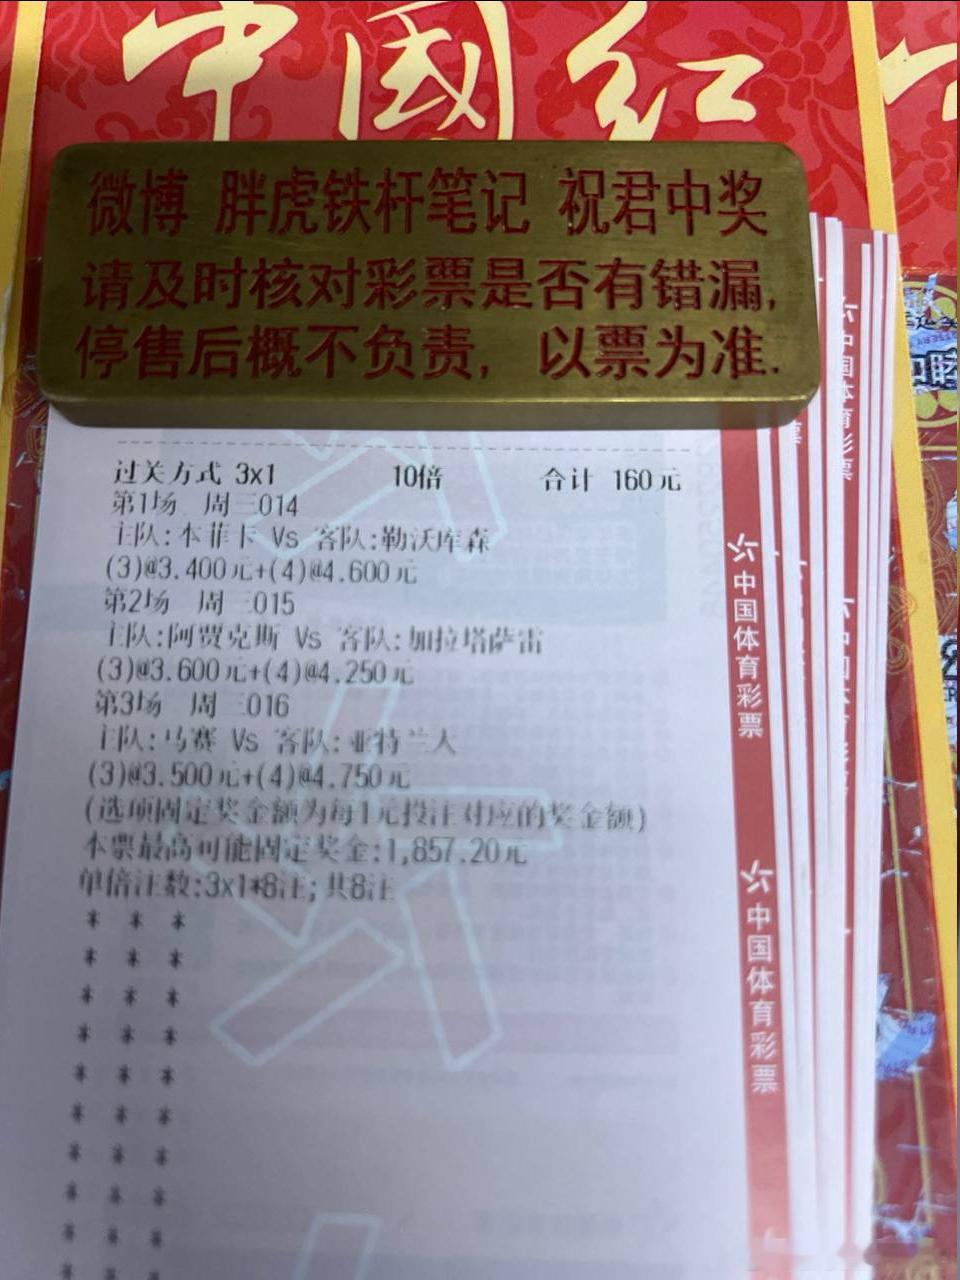 中国红
微博 胖虎铁杆笔记 祝君中奖
请及时核对彩票是否有错漏,
停售后概不负责, 以票为准.
过关方式 3x1 10倍 合计 160元
第1场 周三014
主队:本菲卡 Vs 客队:勒沃库森
(3)@3.400元+(4)@4.600元
第2场 周三015
主队:阿贾克斯 Vs 客队:加拉塔萨雷
(3)@3.600元+(4)@4.250元
第3场 周三016
主队:马赛 Vs 客队:亚特兰大
(3)@3.500元+(4)@4.750元
(选项固定奖金额为每1元投注对应的奖金额)
本票最高可能固定奖金:1,857.20元
单倍注数:3x1*8注;共8注
* * *
* * *
* * *
* * *
* * *
* * *
* * *
* * *
* * *
* * *
中国体育彩票
中国体育彩票
中国体育彩票